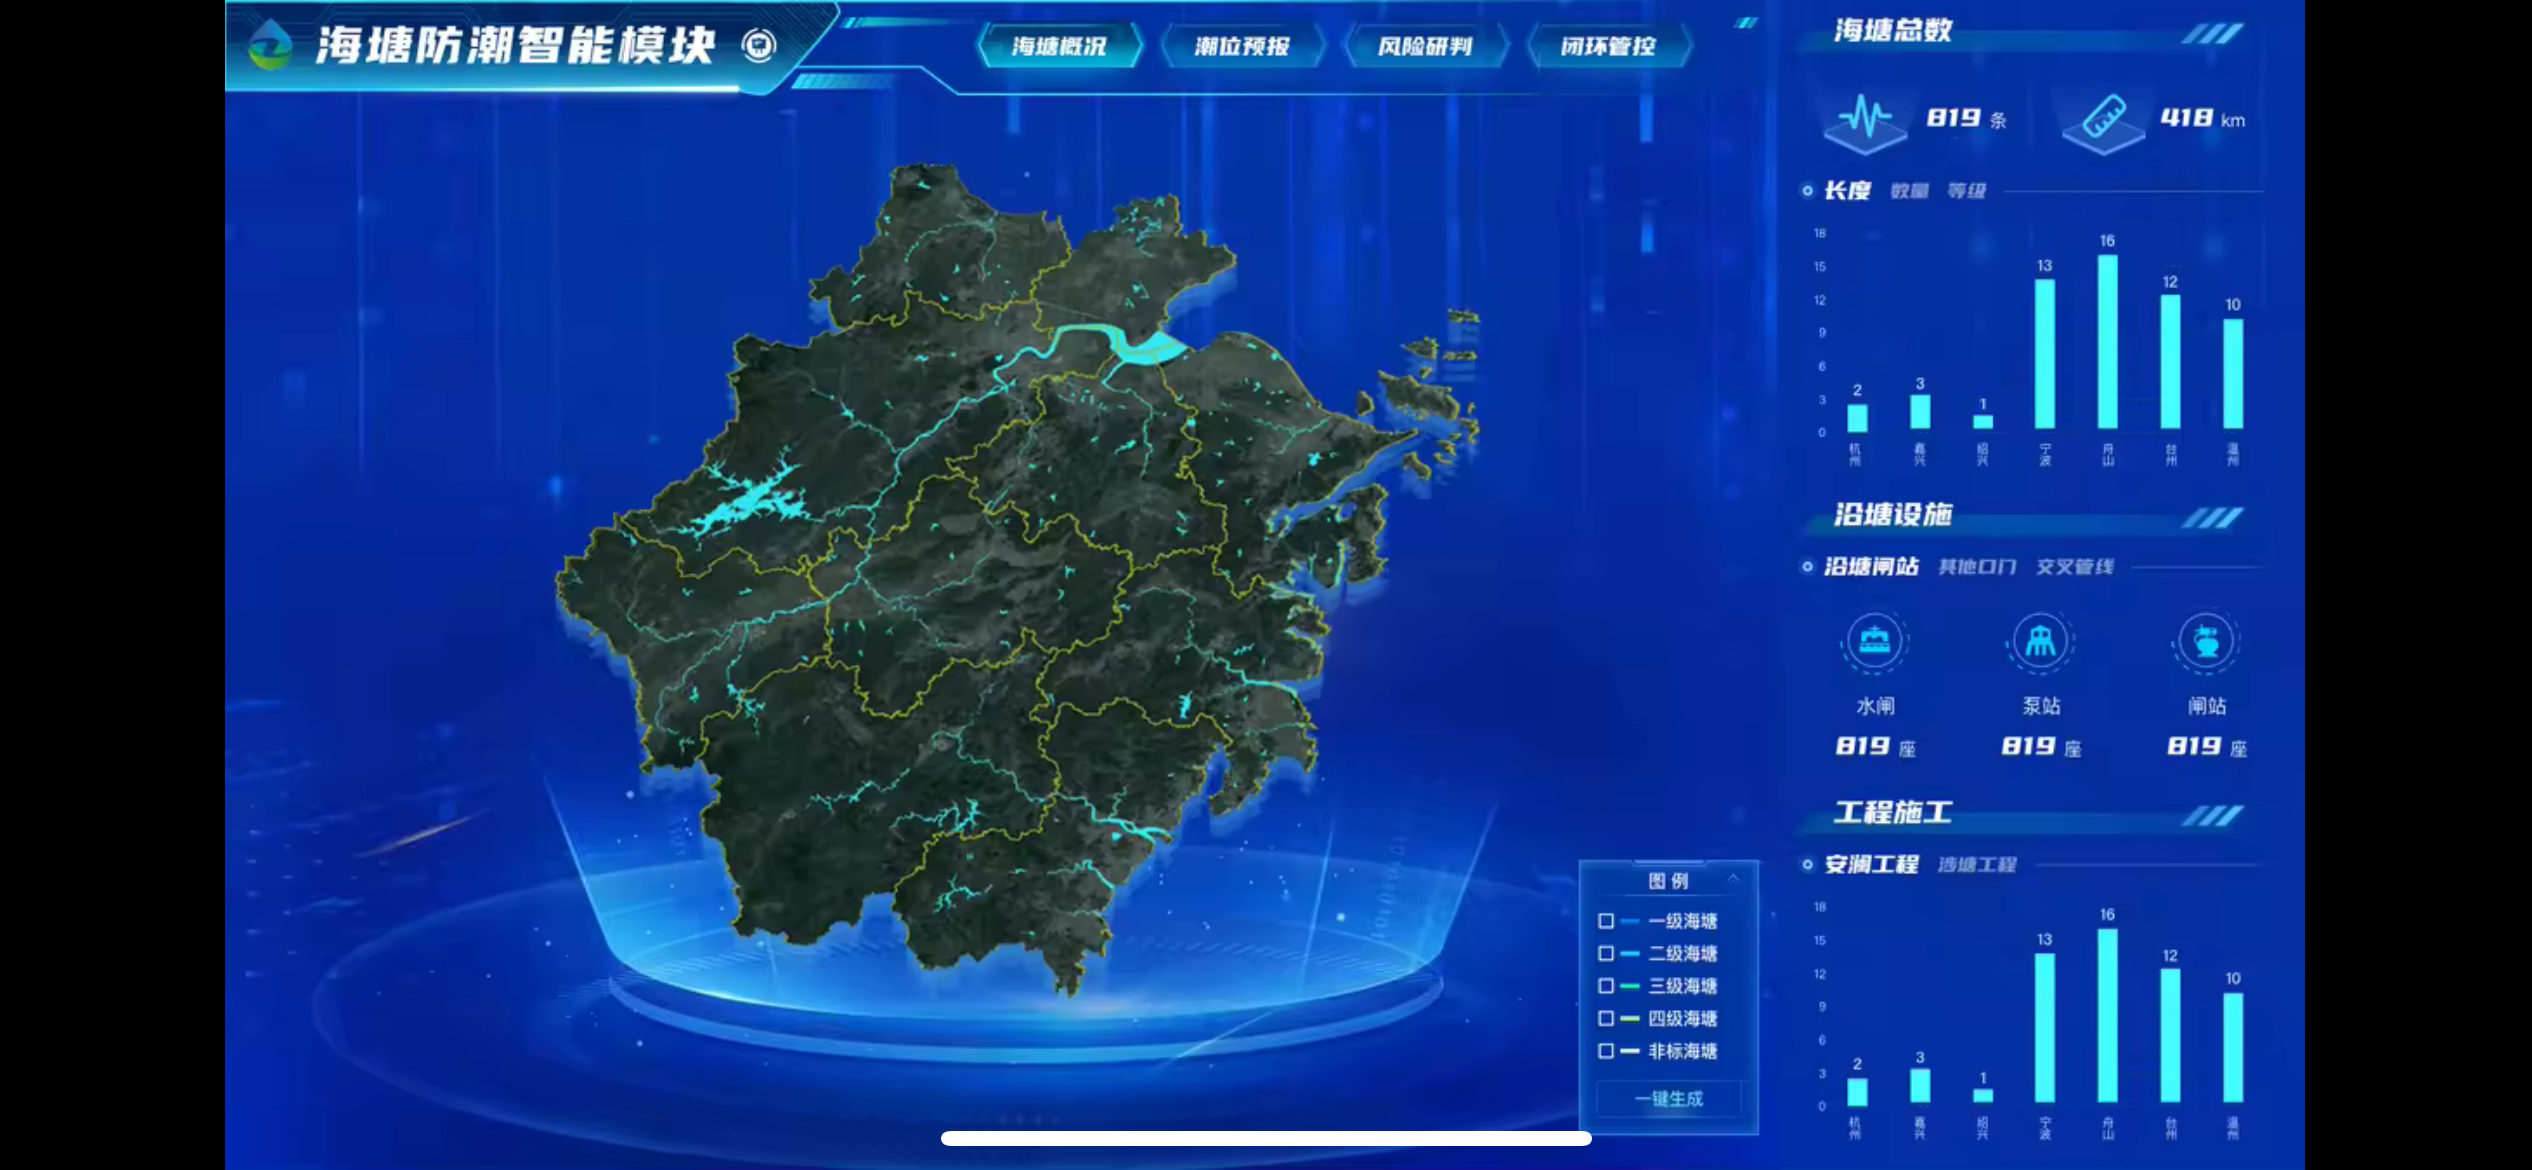 海塘防潮智能模块
海塘概况 潮位预报 风险研判 闭环管控
海塘总数
819 条 418 km
长度 数量 等级
18
15
12
9
6
3
0
2 3 1 13 16 12 10
杭州 嘉兴 绍兴 宁波 舟山 台州 温州
沿塘设施
沿塘闸站 其他口门 交叉管线
水闸 泵站 闸站
819 座 819 座 819 座
工程施工
安澜工程 涉塘工程
18
15
12
9
6
3
0
2 3 1 13 16 12 10
杭州 嘉兴 绍兴 宁波 舟山 台州 温州
图例
一级海塘
二级海塘
三级海塘
四级海塘
非标海塘
一键生成